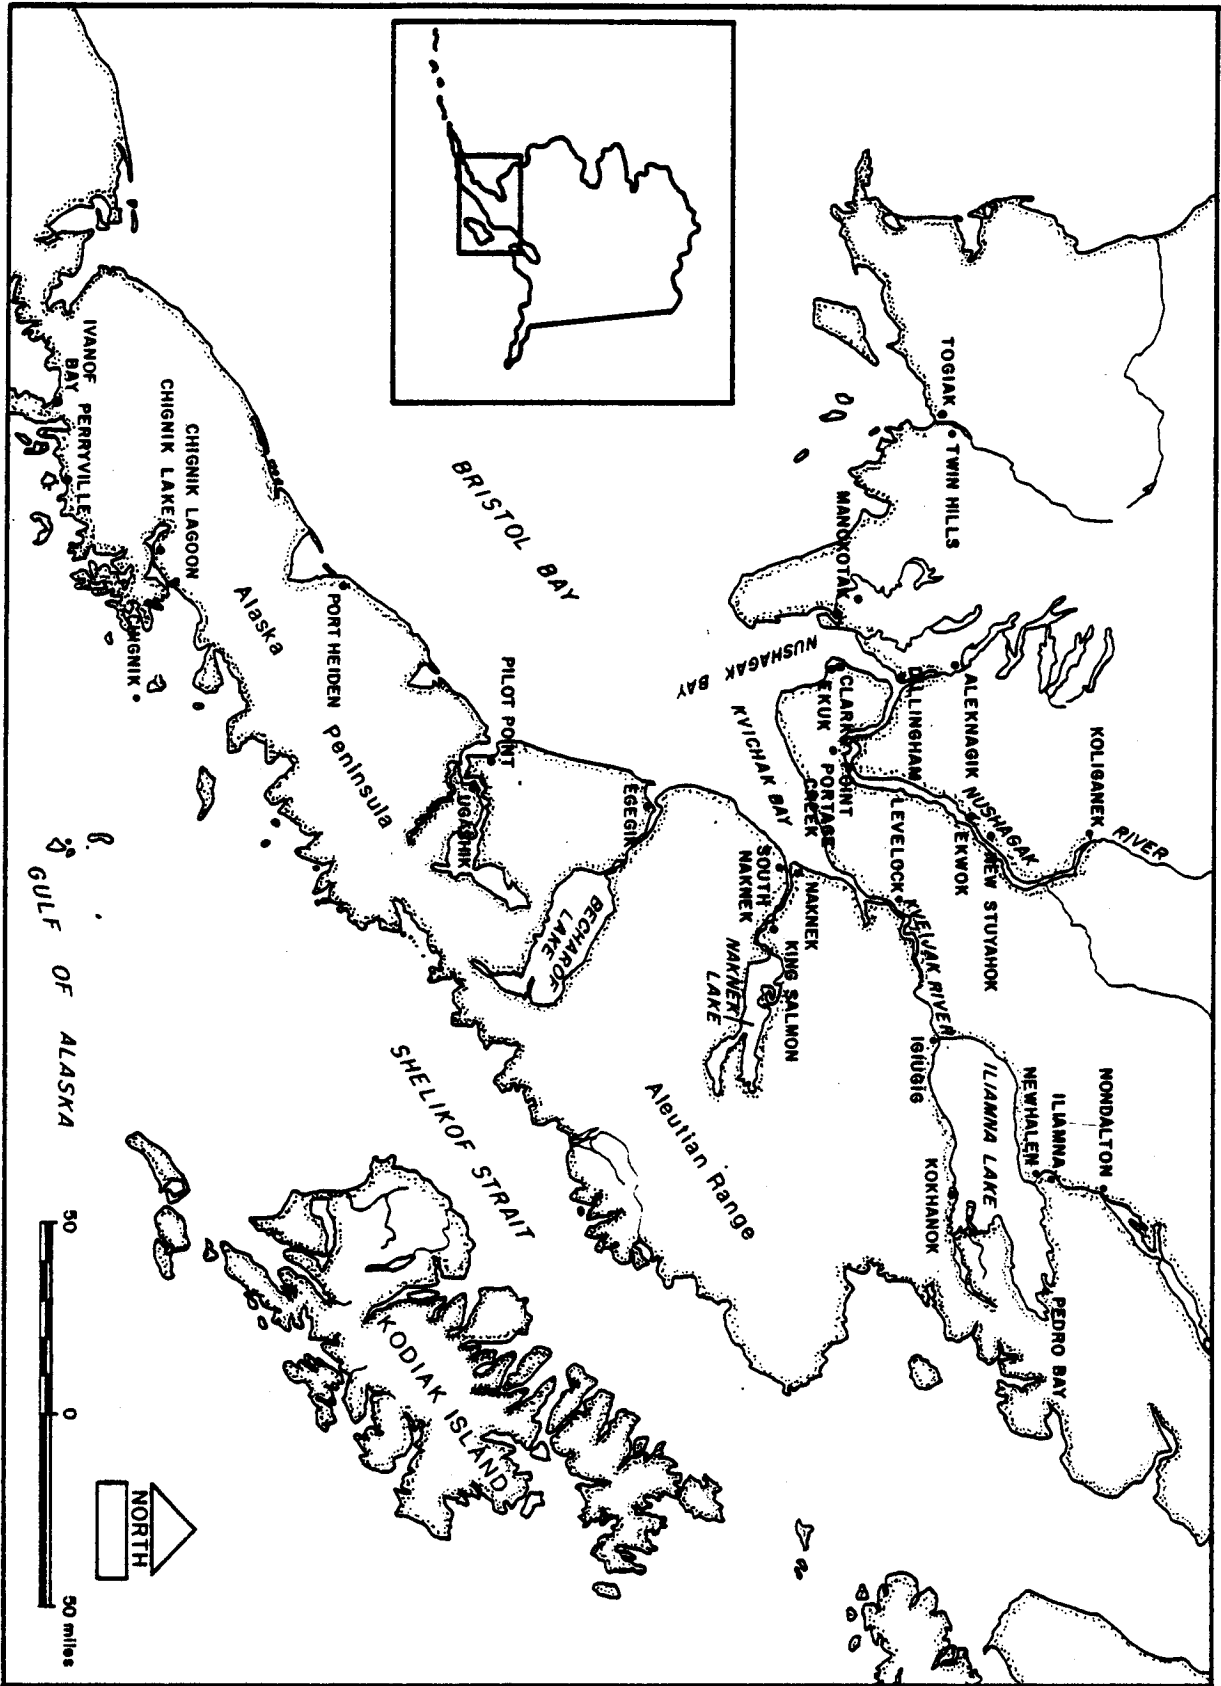 TOGIAK
TWIN HILLS
MANOKOTAK
ALEKNAGIK
DILLINGHAM
CLARKS POINT
EKUK
PORTAGE
CREEK
KOLIGANEK
NUSHAGAK
RIVER
NEW STUYAHOK
EKWOK
LEVELOCK
KVEIJAK RIVER
IGIUGIG
NONDALTON
ILIAMNA
NEWHALEN
ILIAMNA LAKE
KOKHANOK
PEDRO BAY
NUSHAGAK BAY
KVICHAK BAY
BRISTOL BAY
NAKNEK
SOUTH
NAKNEK
KING SALMON
NAKNEK
LAKE
EGEGIK
BECHAROF
LAKE
PILOT POINT
UGASHIK
PORT HEIDEN
Alaska
Peninsula
Aleutian Range
CHIGNIK LAGOON
CHIGNIK LAKE
CHIGNIK
IVANOF
BAY
PERRYVILLE
SHELIKOF STRAIT
KODIAK ISLAND
GULF OF ALASKA
50
0
50 miles
NORTH